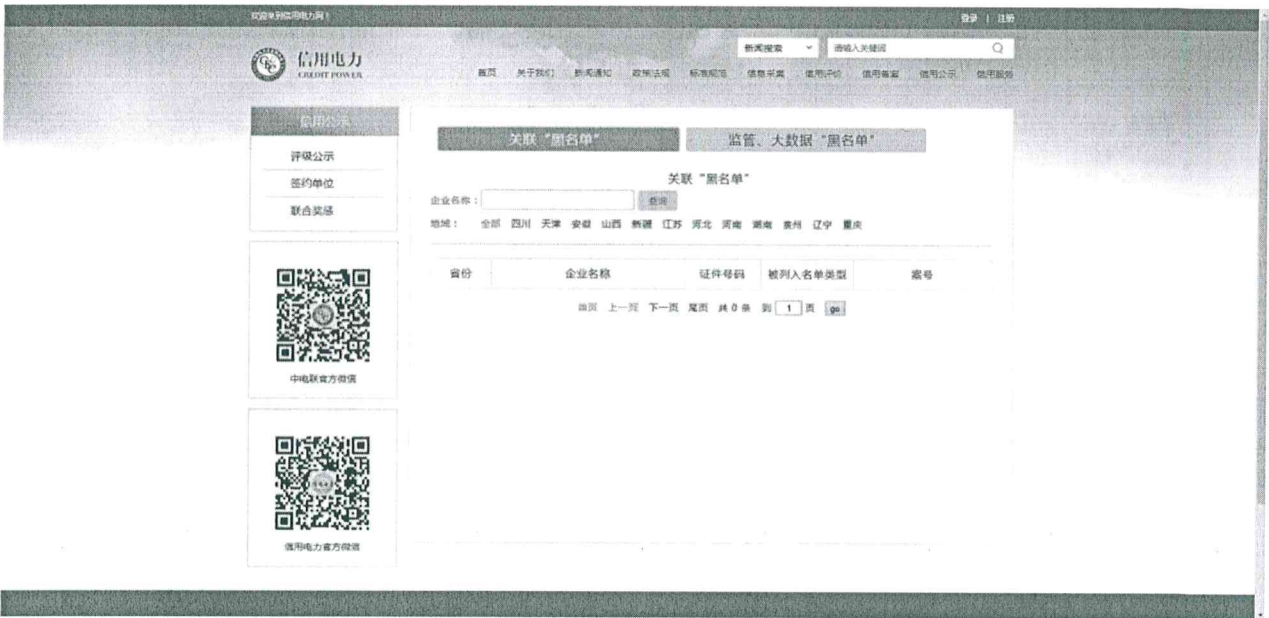 欢迎来到信用电力网！
登录 | 注册
信用电力
CREDIT POWER
新闻搜索 请输入关键词
首页 关于我们 新闻通知 政策法规 标准规范 信息采集 信用评价 信用备案 信用公示 信用服务
信用公示
评级公示
签约单位
联合奖惩
中电联官方微信
信用电力官方微信
关联“黑名单” 监管、大数据“黑名单”
关联“黑名单”
企业名称： 查询
地域： 全部 四川 天津 安徽 山西 新疆 江苏 河北 河南 湖南 贵州 辽宁 重庆
省份 企业名称 证件号码 被列入名单类型 案号
首页 上一页 下一页 尾页 共 0 条 到 1 页 go